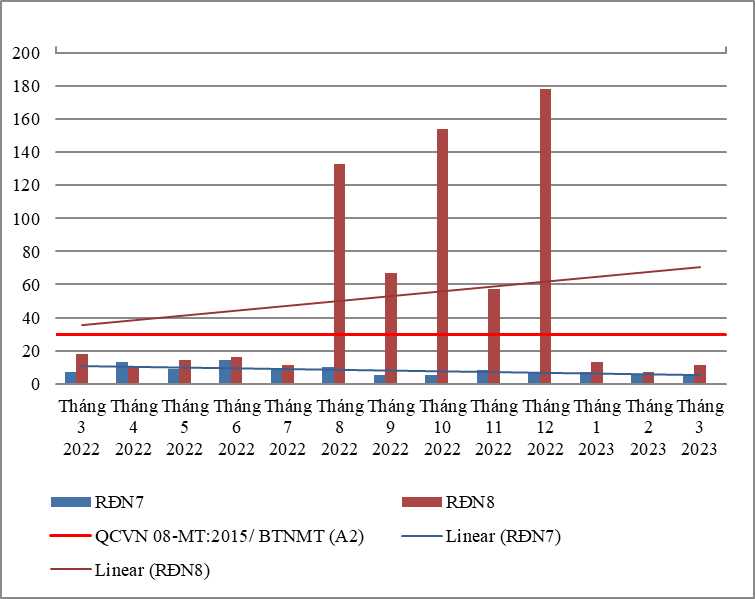 200
180
160
140
120
100
80
60
40
20
0
Tháng Tháng Tháng Tháng Tháng Tháng Tháng Tháng Tháng Tháng Tháng Tháng Tháng
3 4 5 6 7 8 9 10 11 12 1 2 3
2022 2022 2022 2022 2022 2022 2022 2022 2022 2022 2023 2023 2023
RĐN7 RĐN8
QCVN 08-MT:2015/ BTNMT (A2) Linear (RĐN7)
Linear (RĐN8)